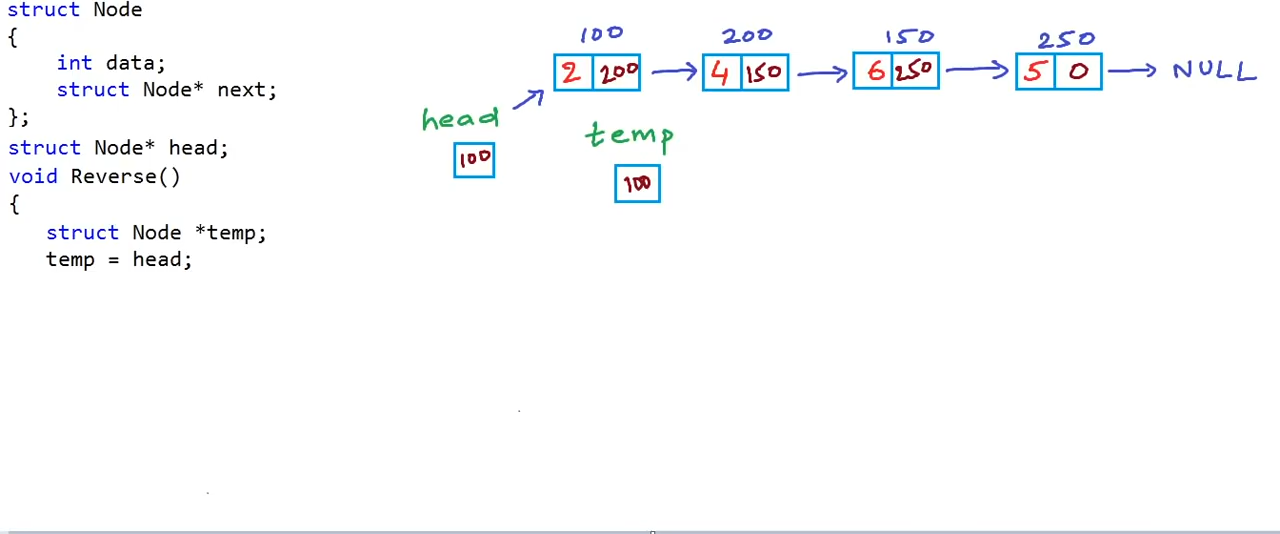 struct Node
{
int data;
struct Node* next;
};
struct Node* head;
void Reverse()
{
struct Node *temp;
temp = head;
100 200 150 250
2 200 4 150 6 250 5 0 NULL
head temp
100 100